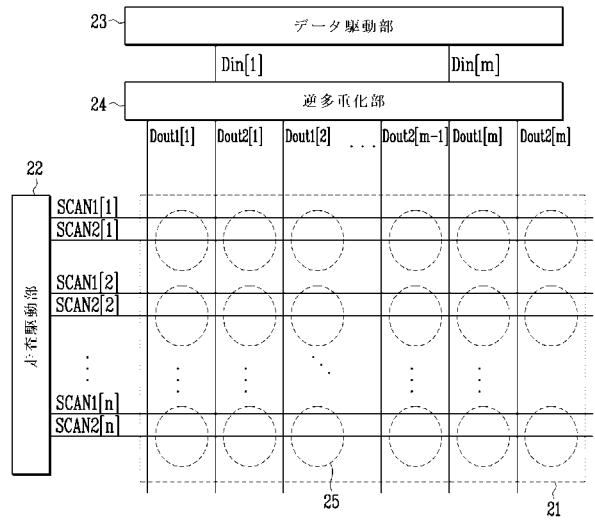 23
データ駆動部
Din[1]
Din[m]
24
逆多重化部
Dout1[1]
Dout2[1]
Dout1[2]
. . .
Dout2[m-1]
Dout1[m]
Dout2[m]
22
走査駆動部
SCAN1[1]
SCAN2[1]
SCAN1[2]
SCAN2[2]
SCAN1[n]
SCAN2[n]
25
21